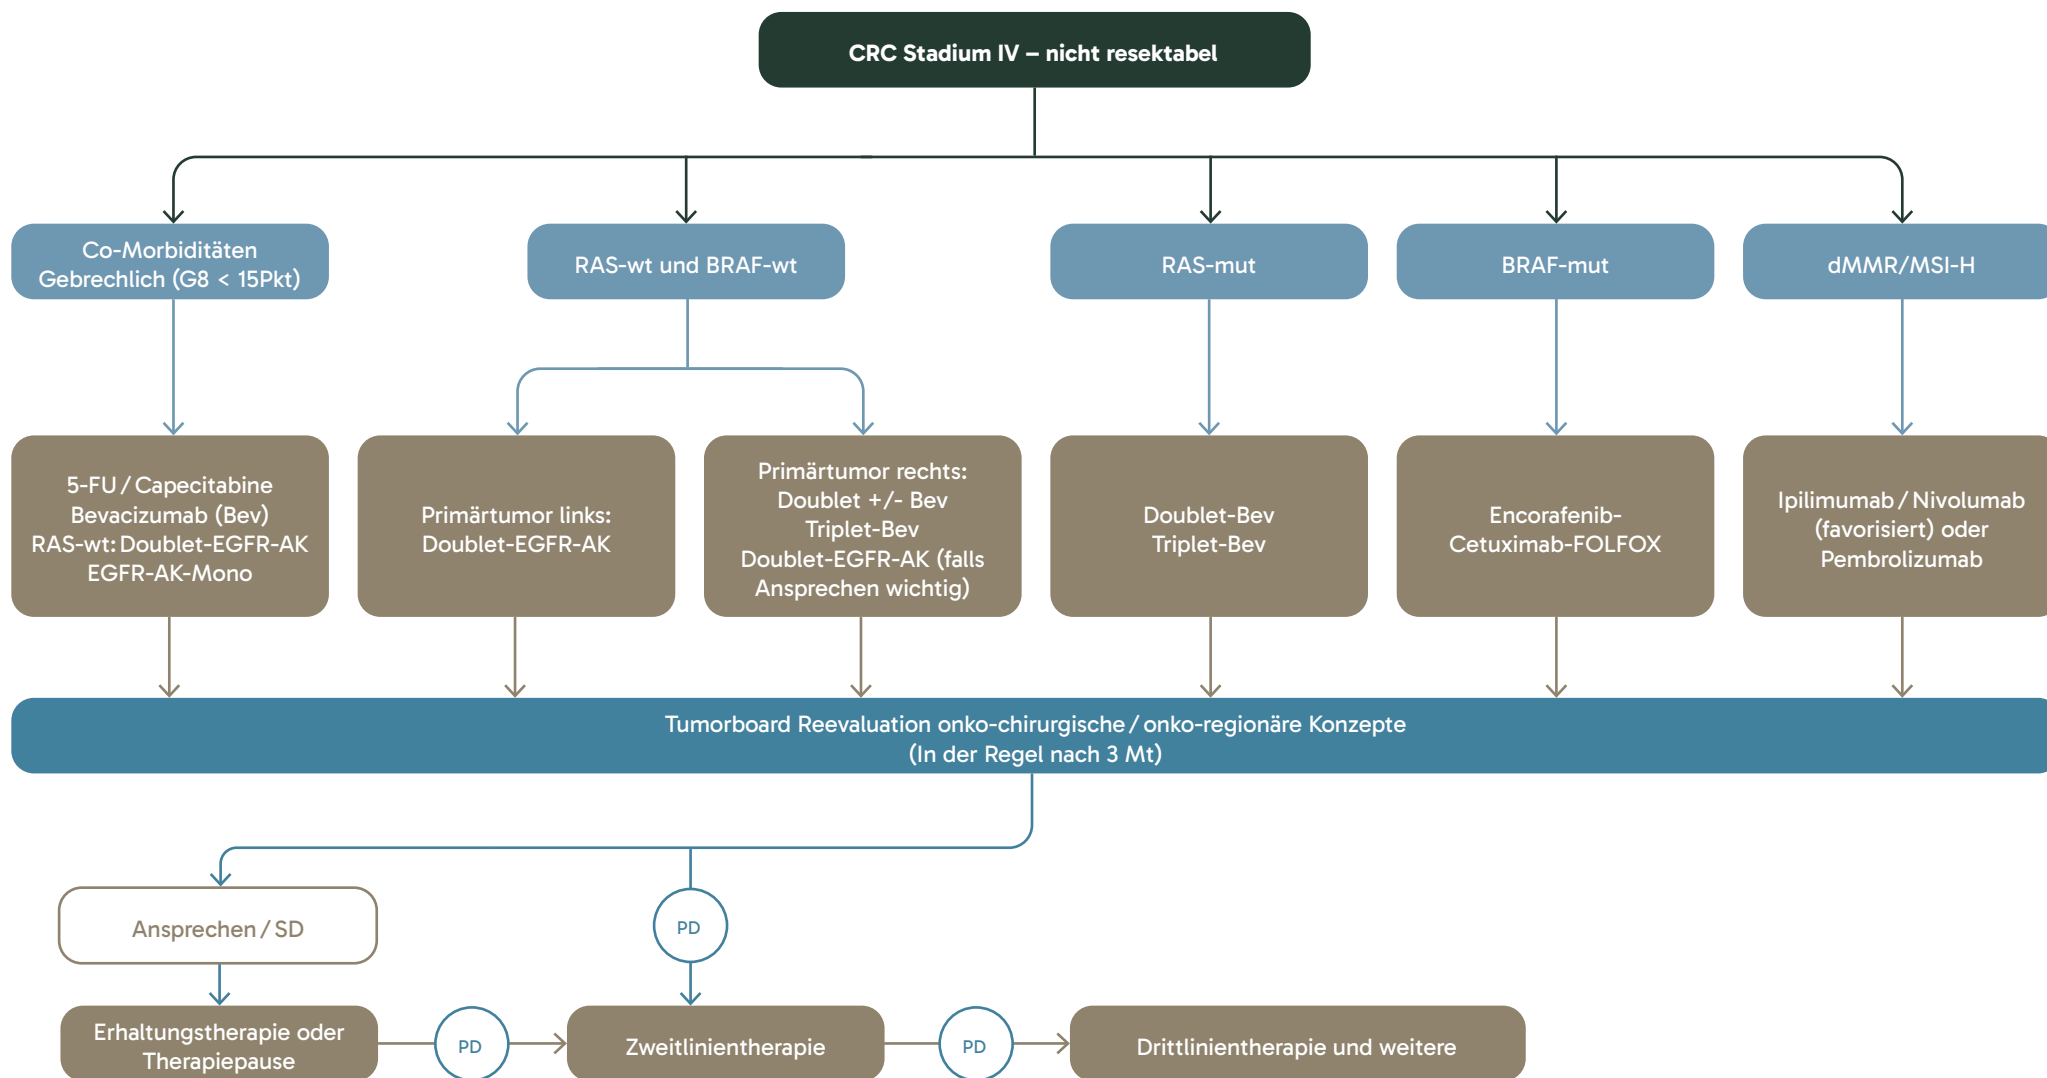 CRC Stadium IV – nicht resektabel
Co-Morbiditäten
Gebrechlich (G8 < 15Pkt)
RAS-wt und BRAF-wt
RAS-mut
BRAF-mut
dMMR/MSI-H
5-FU / Capecitabine
Bevacizumab (Bev)
RAS-wt: Doublet-EGFR-AK
EGFR-AK-Mono
Primärtumor links:
Doublet-EGFR-AK
Primärtumor rechts:
Doublet +/- Bev
Triplet-Bev
Doublet-EGFR-AK (falls
Ansprechen wichtig)
Doublet-Bev
Triplet-Bev
Encorafenib-
Cetuximab-FOLFOX
Ipilimumab / Nivolumab
(favorisiert) oder
Pembrolizumab
Tumorboard Reevaluation onko-chirurgische / onko-regionäre Konzepte
(In der Regel nach 3 Mt)
Ansprechen / SD
PD
Erhaltungstherapie oder
Therapiepause
PD
Zweitlinientherapie
PD
Drittlinientherapie und weitere